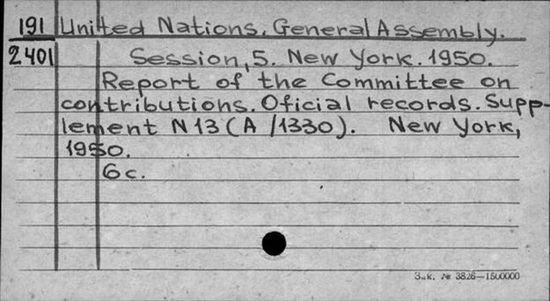 191 United Nations. General Assembly.
2401 Session, 5. New York. 1950.
Report of the Committee on
contributions. Oficial records. Supp-
lement N 13 (A /1330). New York,
1950.
6 c.
Зак. № 3826—1500000